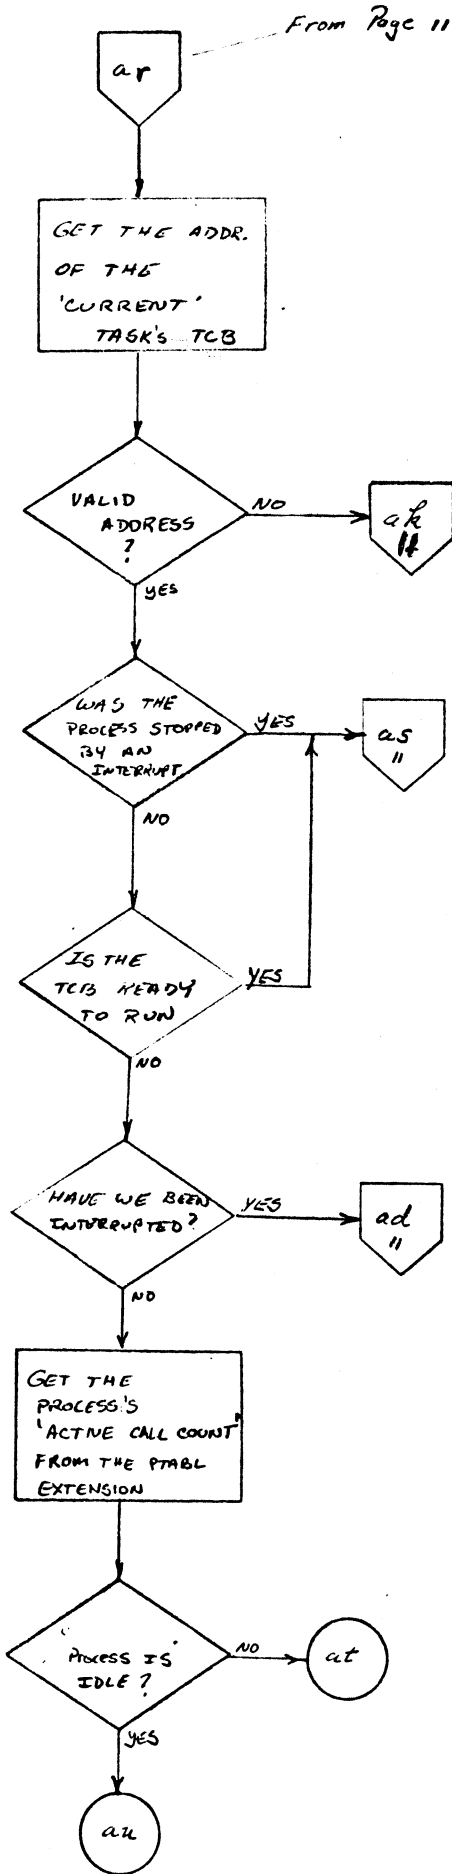 From Page 11
ar
GET THE ADDR.
OF THE
'CURRENT'
TASK'S TCB
VALID
ADDRESS
?
NO
ak
YES
WAS THE
PROCESS STOPPED
BY AN
INTERRUPT
YES
as
11
NO
IS THE
TCB READY
TO RUN
YES
NO
HAVE WE BEEN
INTERRUPTED?
YES
ad
11
NO
GET THE
PROCESS'S
'ACTIVE CALL COUNT'
FROM THE PTABL
EXTENSION
'PROCESS IS'
IDLE?
NO
at
YES
au